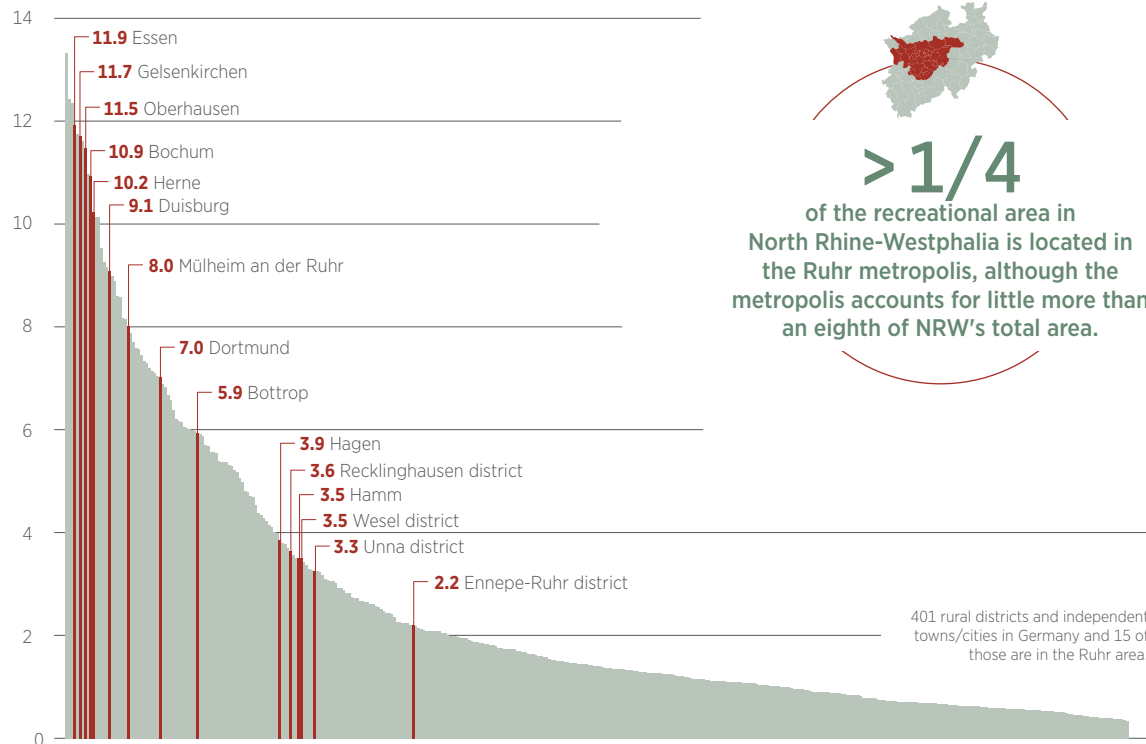 14
12
10
8
6
4
2
0
11.9 Essen
11.7 Gelsenkirchen
11.5 Oberhausen
10.9 Bochum
10.2 Herne
9.1 Duisburg
8.0 Mülheim an der Ruhr
7.0 Dortmund
5.9 Bottrop
3.9 Hagen
3.6 Recklinghausen district
3.5 Hamm
3.5 Wesel district
3.3 Unna district
2.2 Ennepe-Ruhr district
> 1/4
of the recreational area in
North Rhine-Westphalia is located in
the Ruhr metropolis, although the
metropolis accounts for little more than
an eighth of NRW's total area.
401 rural districts and independent
towns/cities in Germany and 15 of
those are in the Ruhr area